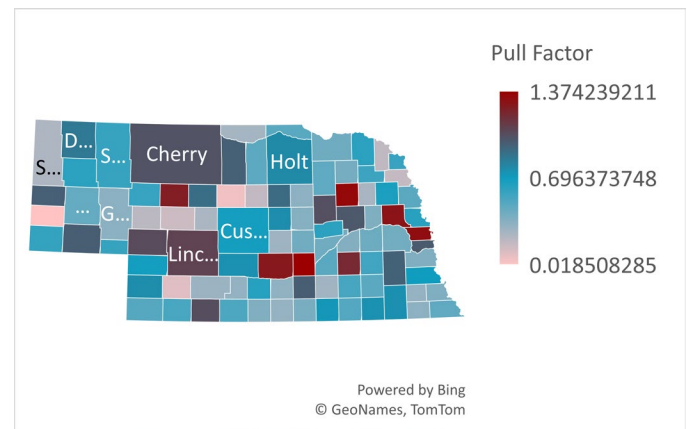 Pull Factor
1.374239211
0.696373748
0.018508285
D...
S...
S...
Cherry
Holt
...
G...
Cus...
Linc...
Powered by Bing
© GeoNames, TomTom